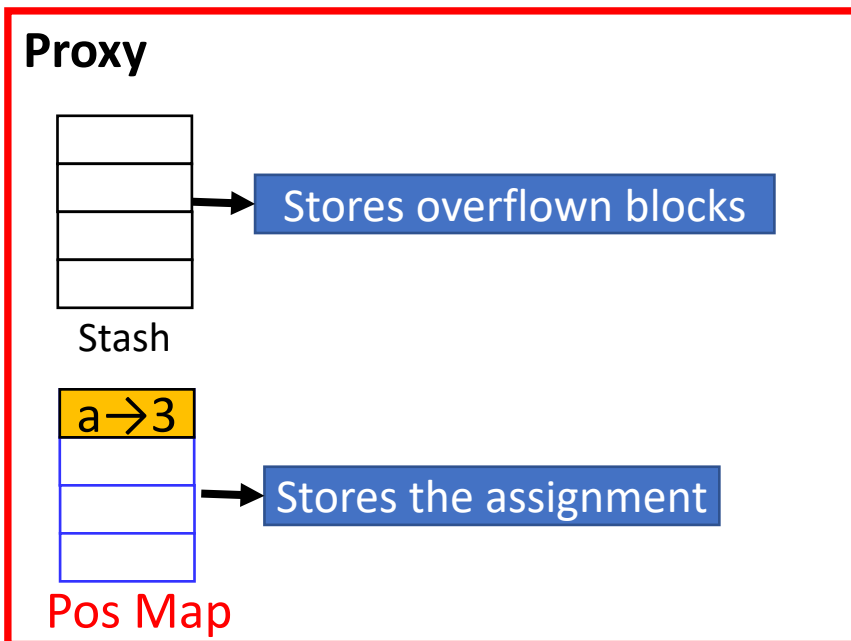 Proxy
Stores overflown blocks
Stash
a→3
Stores the assignment
Pos Map